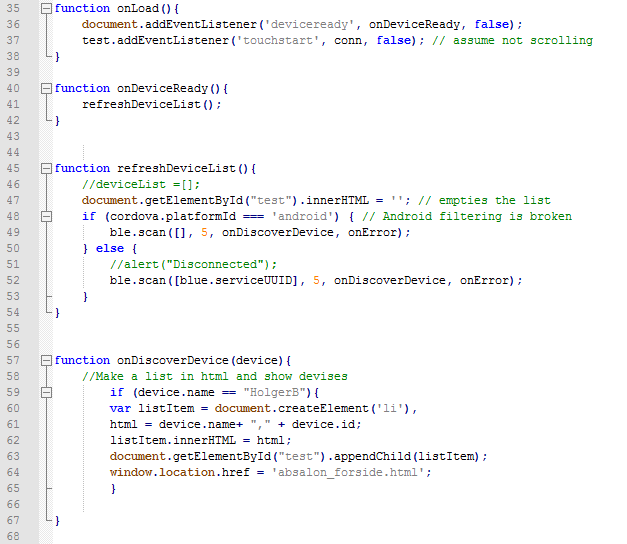 35 function onLoad(){
36     document.addEventListener('deviceready', onDeviceReady, false);
37     test.addEventListener('touchstart', conn, false); // assume not scrolling
38 }
39
40 function onDeviceReady(){
41     refreshDeviceList();
42 }
43
44
45 function refreshDeviceList(){
46     //deviceList =[];
47     document.getElementById("test").innerHTML = ''; // empties the list
48     if (cordova.platformId === 'android') { // Android filtering is broken
49         ble.scan([], 5, onDiscoverDevice, onError);
50     } else {
51         //alert("Disconnected");
52         ble.scan([blue.serviceUUID], 5, onDiscoverDevice, onError);
53     }
54 }
55
56
57 function onDiscoverDevice(device){
58     //Make a list in html and show devises
59         if (device.name == "HolgerB"){
60         var listItem = document.createElement('li'),
61         html = device.name+ "," + device.id;
62         listItem.innerHTML = html;
63         document.getElementById("test").appendChild(listItem);
64         window.location.href = 'absalon_forside.html';
65         }
66
67 }
68